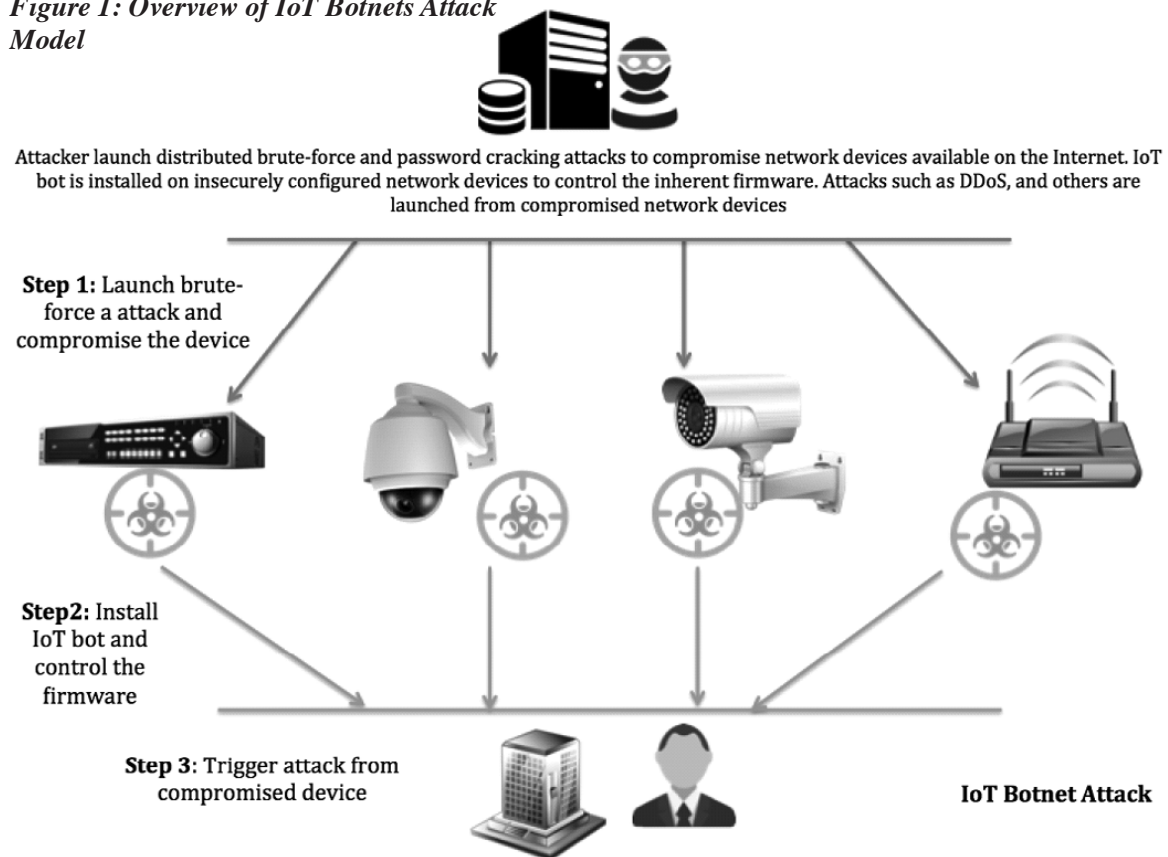 Figure 1: Overview of IoT Botnets Attack
Model
Attacker launch distributed brute-force and password cracking attacks to compromise network devices available on the Internet. IoT
bot is installed on insecurely configured network devices to control the inherent firmware. Attacks such as DDoS, and others are
launched from compromised network devices
Step 1: Launch brute-
force a attack and
compromise the device
Step2: Install
IoT bot and
control the
firmware
Step 3: Trigger attack from
compromised device
IoT Botnet Attack